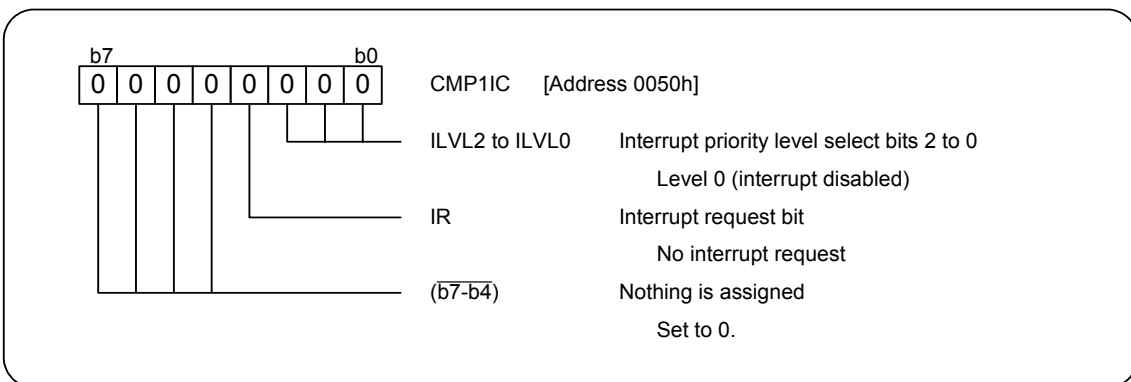 b7 b0
0 0 0 0 0 0 0 0 CMP1IC [Address 0050h]
ILVL2 to ILVL0 Interrupt priority level select bits 2 to 0
Level 0 (interrupt disabled)
IR Interrupt request bit
No interrupt request
(b7-b4) Nothing is assigned
Set to 0.